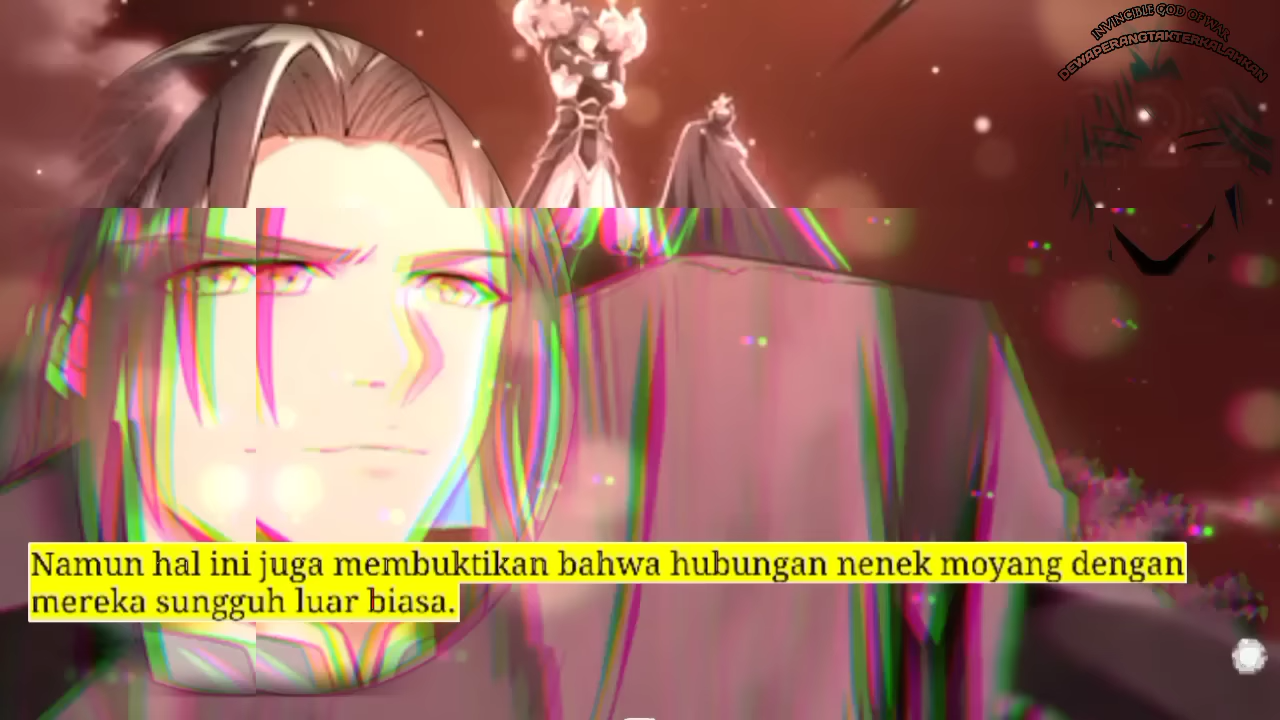 INVINCIBLE GOD OF WAR
DEWAPERANGTAKTERKALAHKAN
Namun hal ini juga membuktikan bahwa hubungan nenek moyang dengan
mereka sungguh luar biasa.